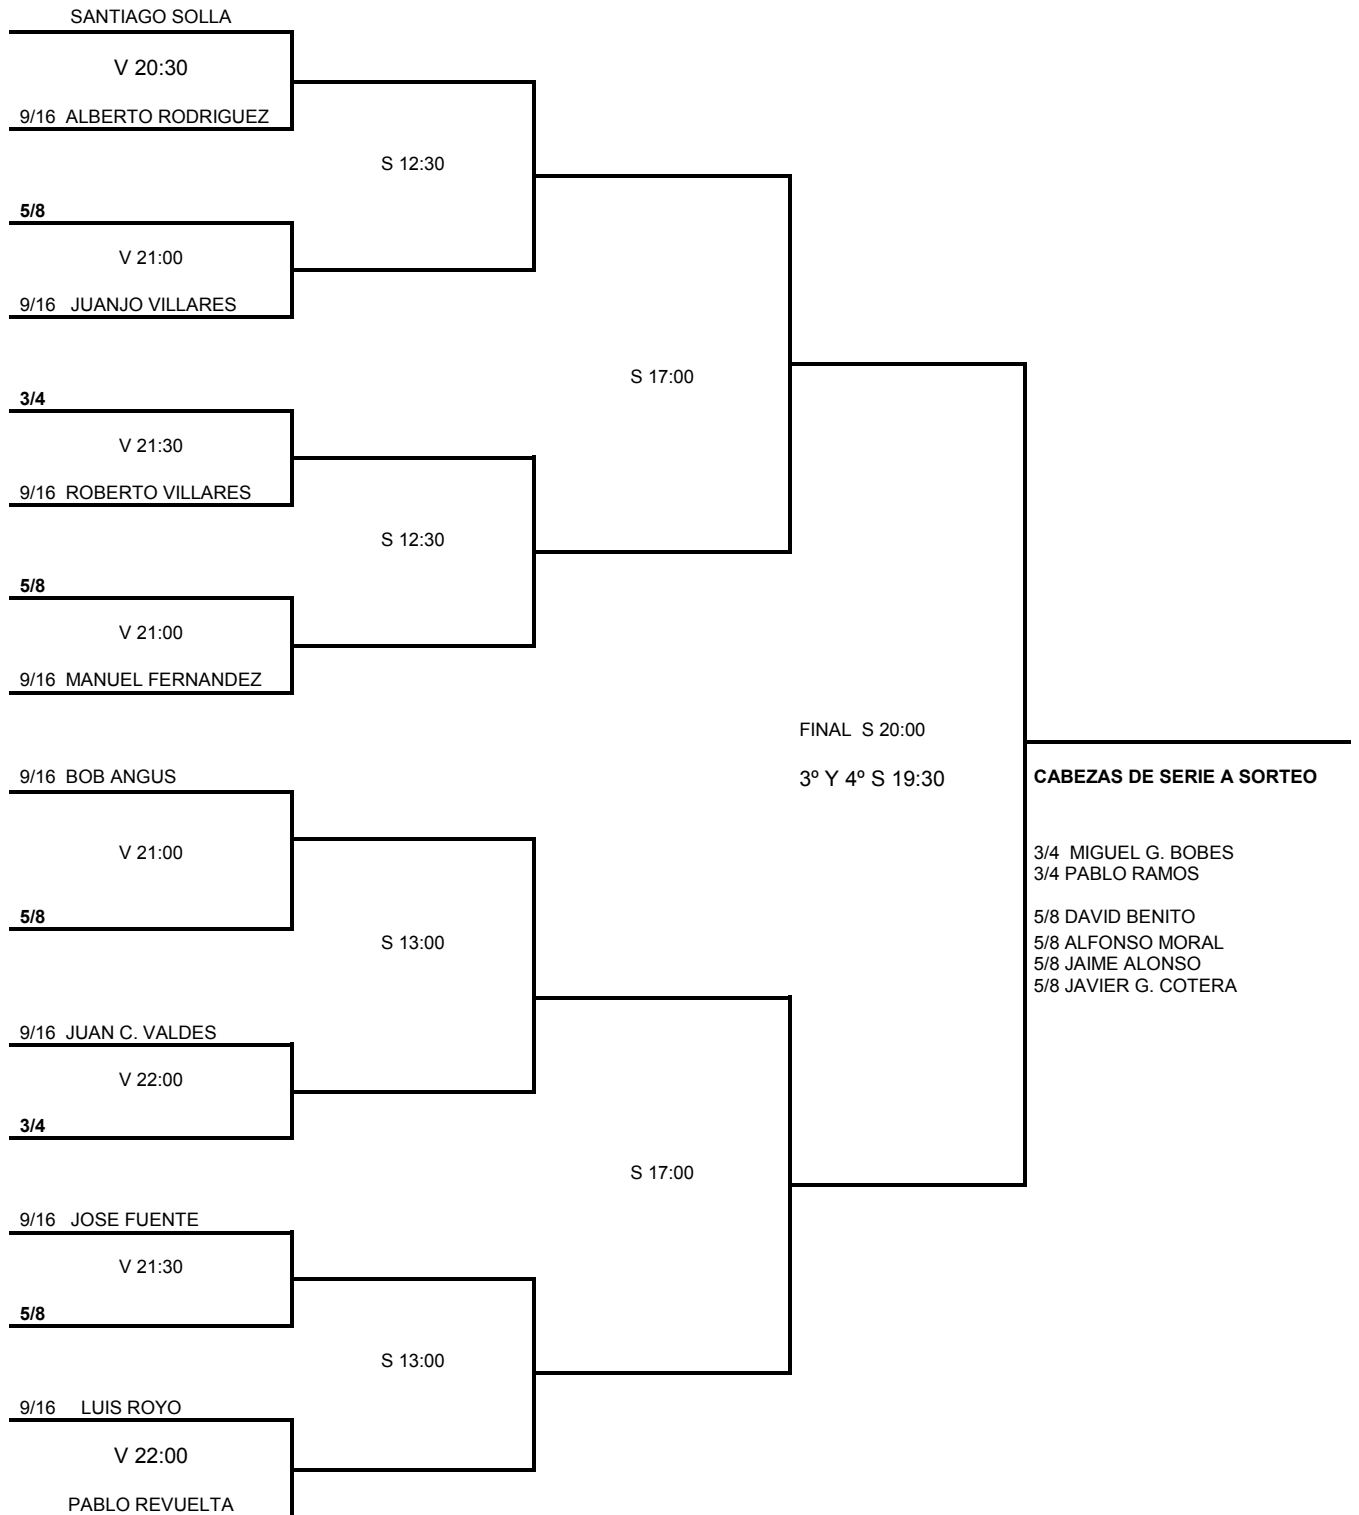 SANTIAGO SOLLA
V 20:30
9/16 ALBERTO RODRIGUEZ
S 12:30
5/8
V 21:00
9/16 JUANJO VILLARES
S 17:00
3/4
V 21:30
9/16 ROBERTO VILLARES
S 12:30
5/8
V 21:00
9/16 MANUEL FERNANDEZ
FINAL S 20:00
3º Y 4º S 19:30
9/16 BOB ANGUS
V 21:00
5/8
S 13:00
9/16 JUAN C. VALDES
V 22:00
3/4
S 17:00
9/16 JOSE FUENTE
V 21:30
5/8
S 13:00
9/16 LUIS ROYO
V 22:00
PABLO REVUELTA
CABEZAS DE SERIE A SORTEO
3/4 MIGUEL G. BOBES
3/4 PABLO RAMOS
5/8 DAVID BENITO
5/8 ALFONSO MORAL
5/8 JAIME ALONSO
5/8 JAVIER G. COTERA